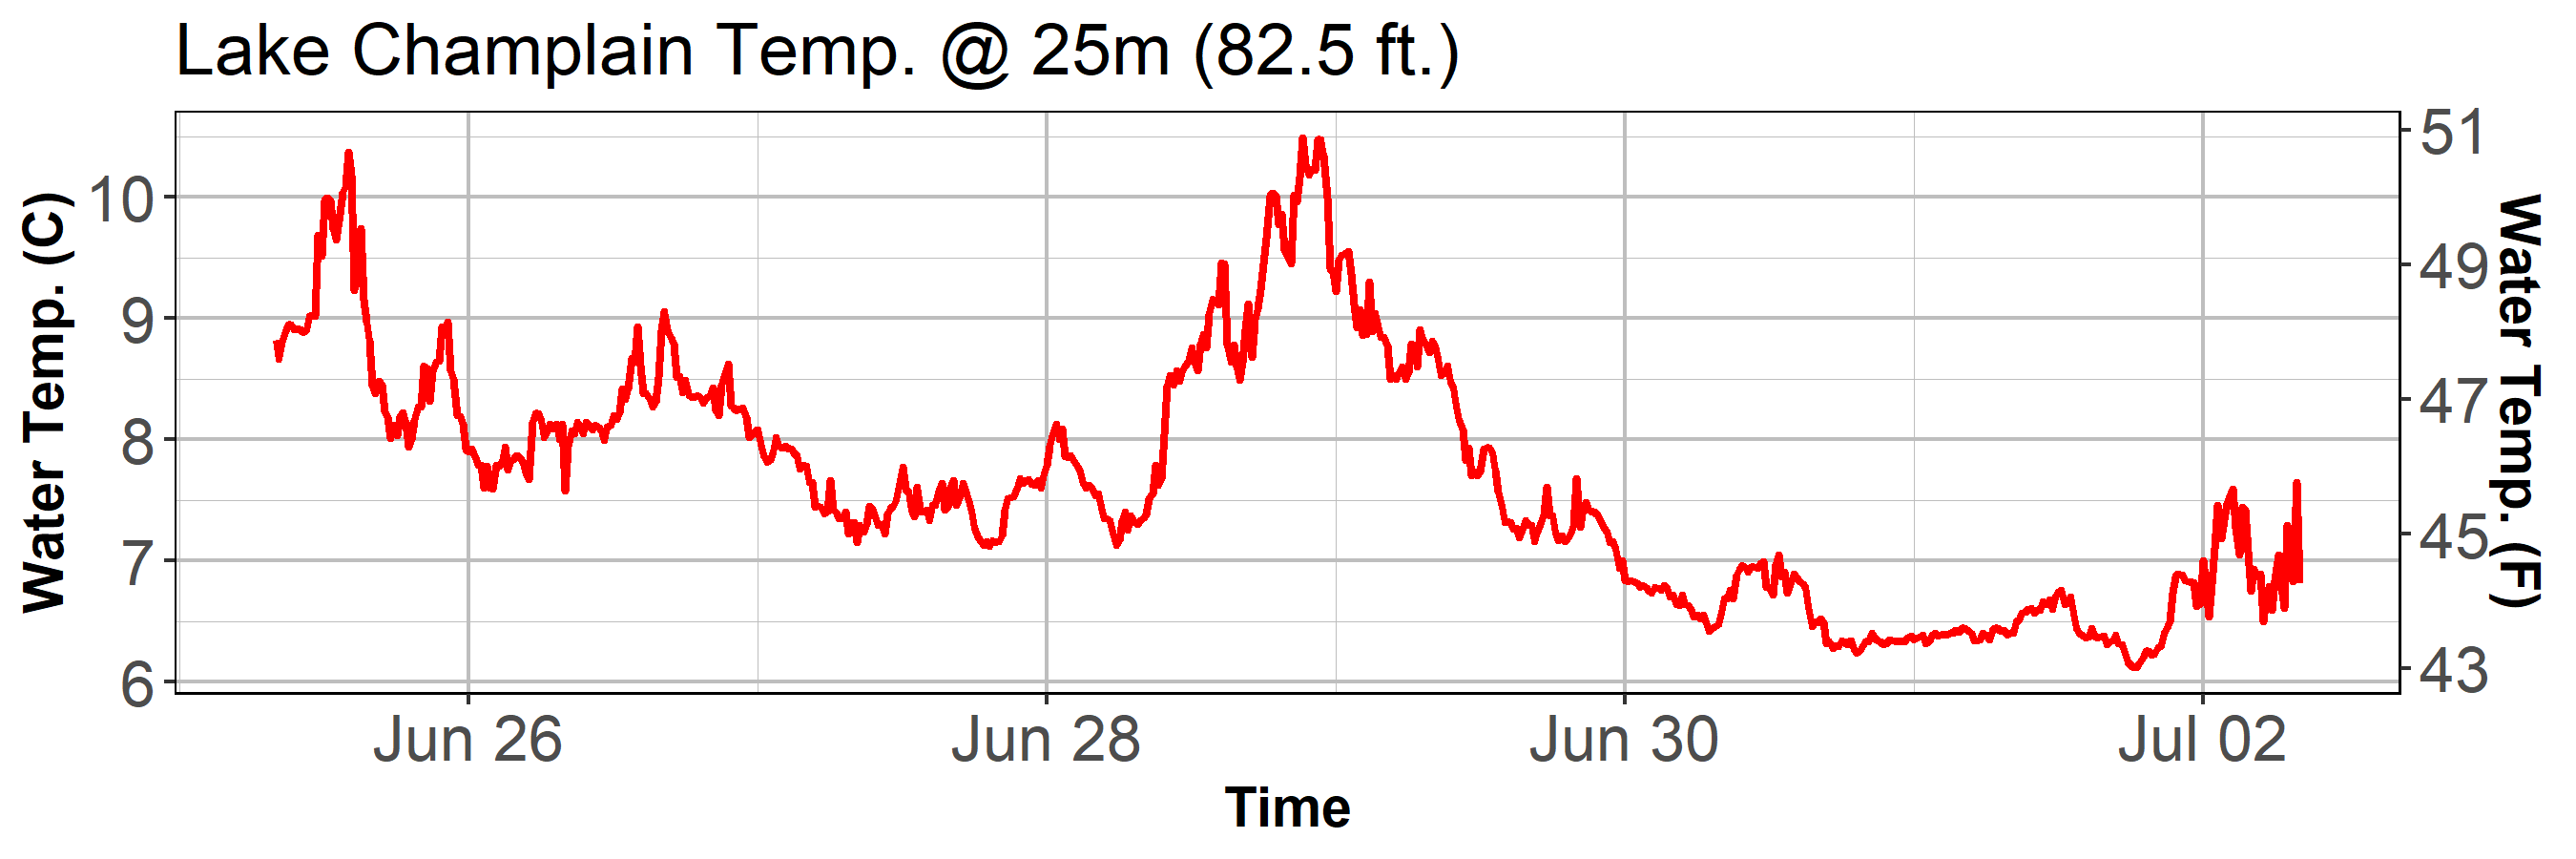 Lake Champlain Temp. @ 25m (82.5 ft.)
Water Temp. (C)
10
9
8
7
6
51
49
47
45
43
Water Temp. (F)
Jun 26
Jun 28
Jun 30
Jul 02
Time